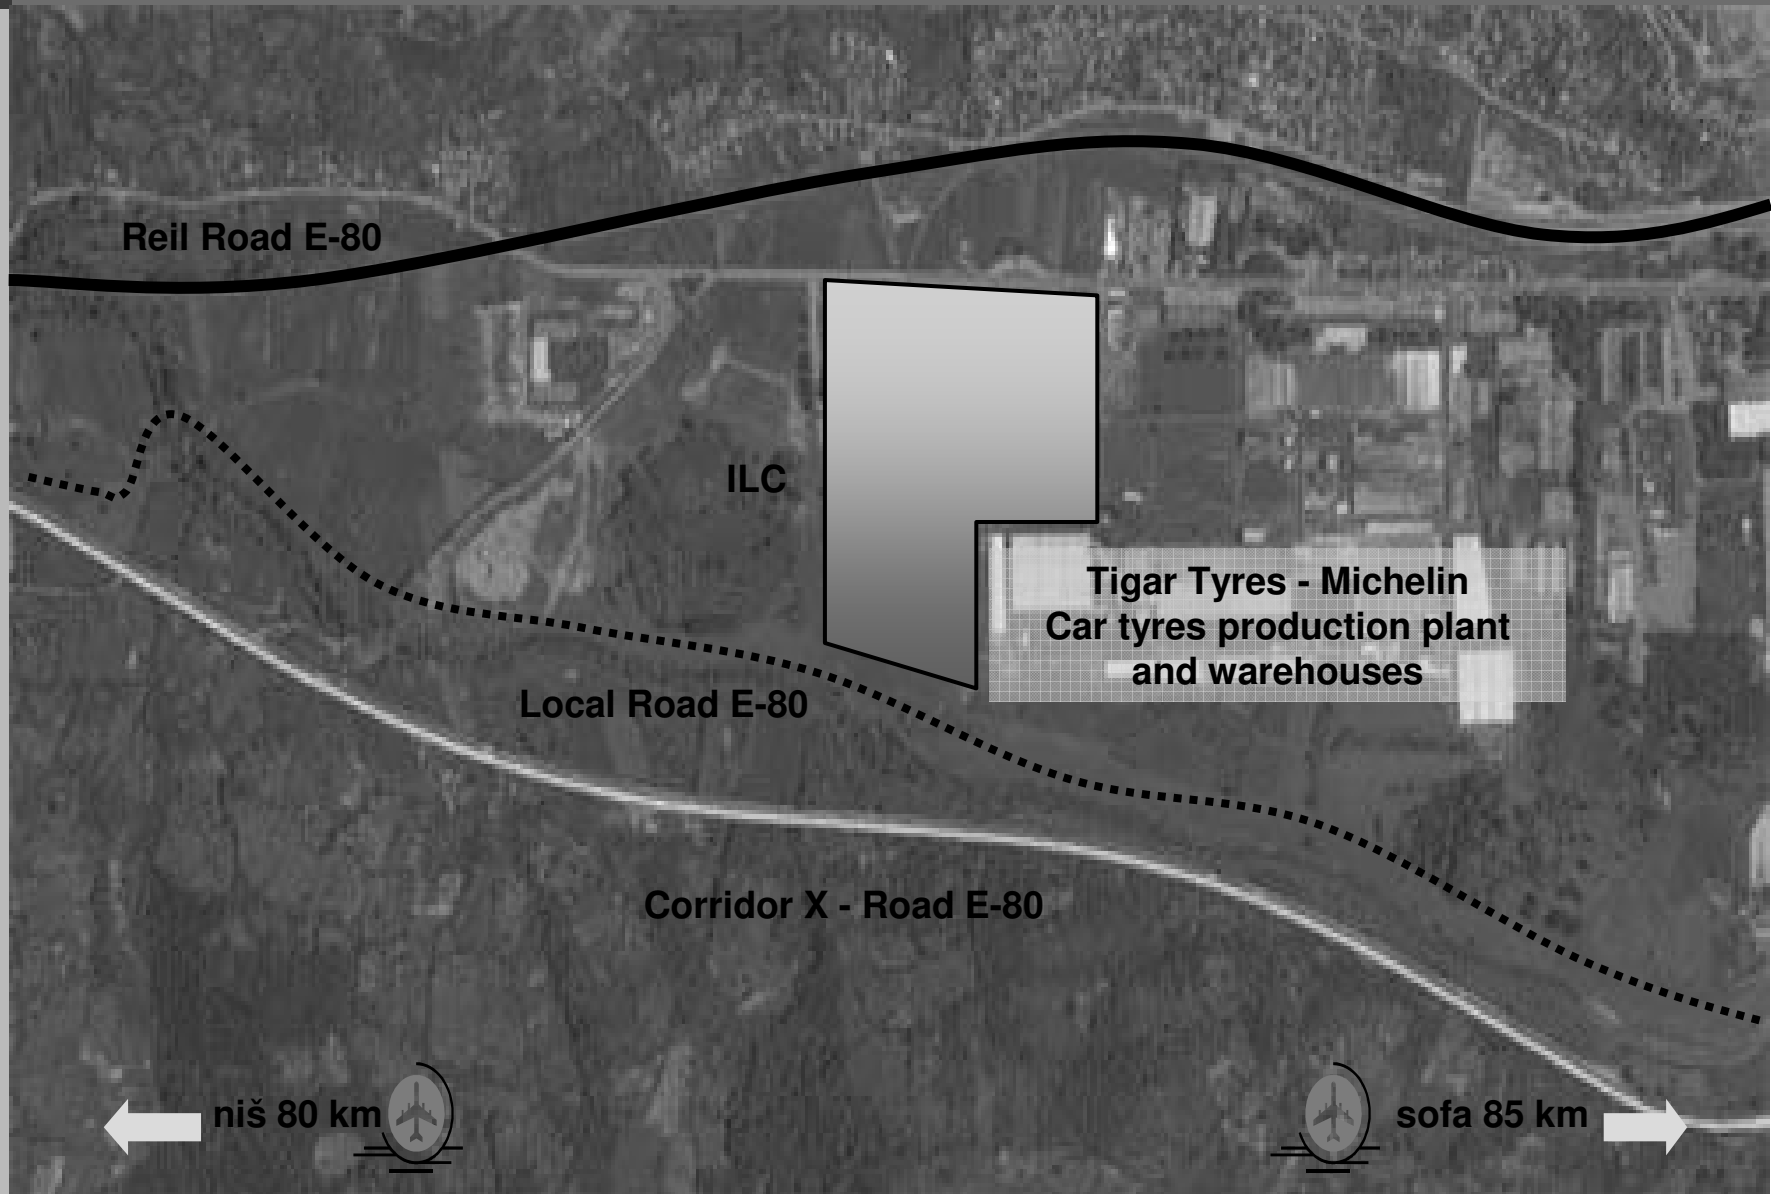 Reil Road E-80
ILC
Tigar Tyres - Michelin
Car tyres production plant
and warehouses
Local Road E-80
Corridor X - Road E-80
niš 80 km
sofa 85 km